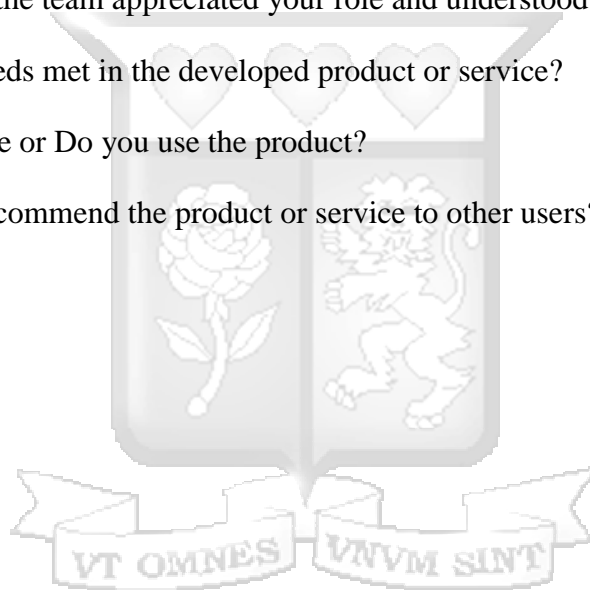 the team appreciated your role and understood
eds met in the developed product or service?
e or Do you use the product?
commend the product or service to other users?
VT OMNES VNVM SINT